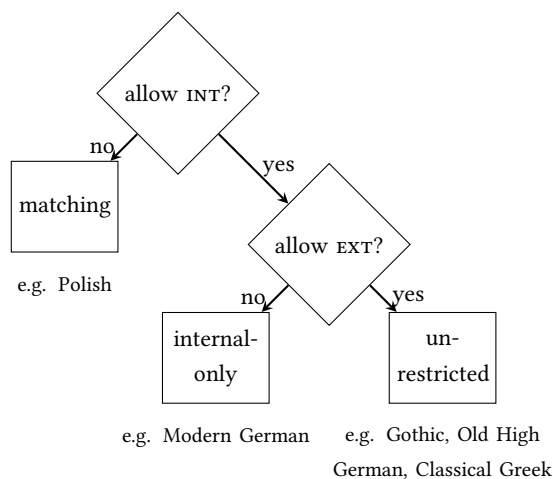 allow INT?
no
yes
matching
allow EXT?
e.g. Polish
no
yes
internal-
only
un-
restricted
e.g. Modern German
e.g. Gothic, Old High
German, Classical Greek